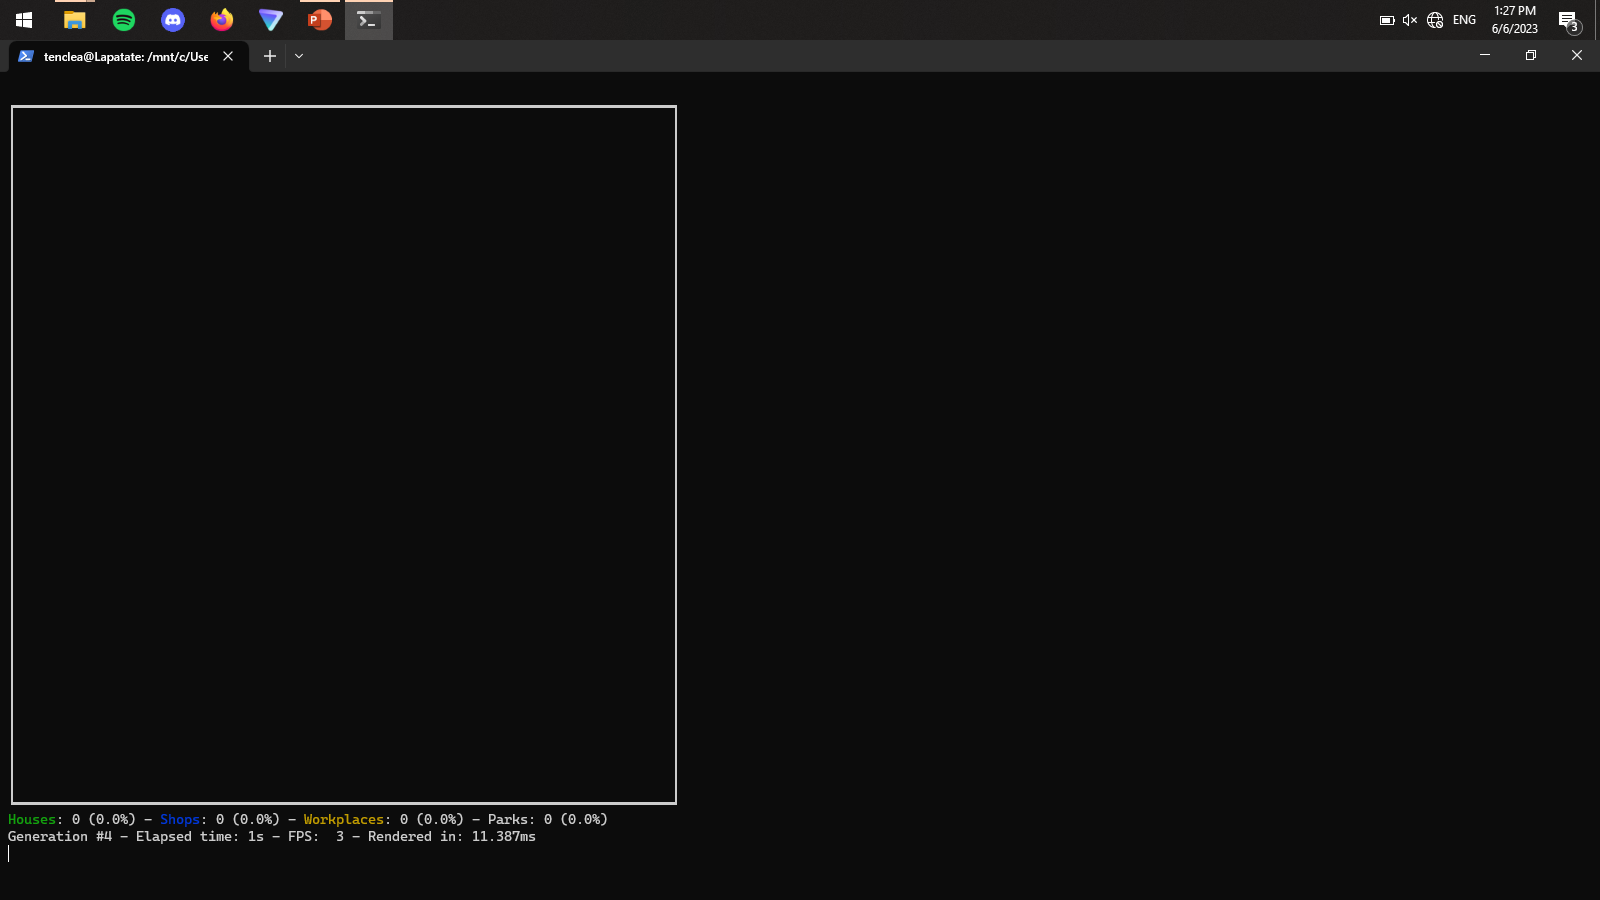 ENG
1:27 PM
6/6/2023
3
tenclea@Lapatate: /mnt/c/Use
Houses: 0 (0.0%) – Shops: 0 (0.0%) – Workplaces: 0 (0.0%) – Parks: 0 (0.0%)
Generation #4 – Elapsed time: 1s – FPS:  3 – Rendered in: 11.387ms